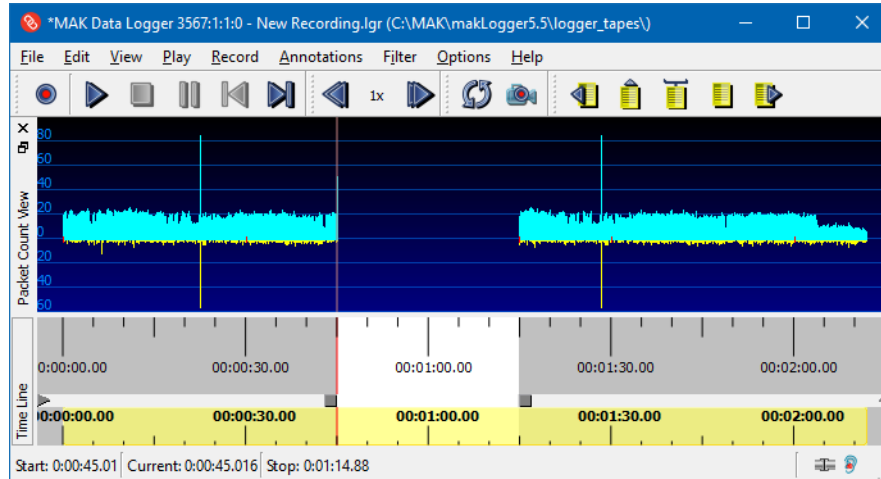 *MAK Data Logger 3567:1:1:0 - New Recording.lgr (C:\MAK\makLogger5.5\logger_tapes\)
File Edit View Play Record Annotations Filter Options Help
1x
Packet Count View
80
60
40
20
0
20
40
60
Time Line
0:00:00.00 00:00:30.00 00:01:00.00 00:01:30.00 00:02:00.00
00:00:00.00 00:00:30.00 00:01:00.00 00:01:30.00 00:02:00.00
Start: 0:00:45.01 Current: 0:00:45.016 Stop: 0:01:14.88